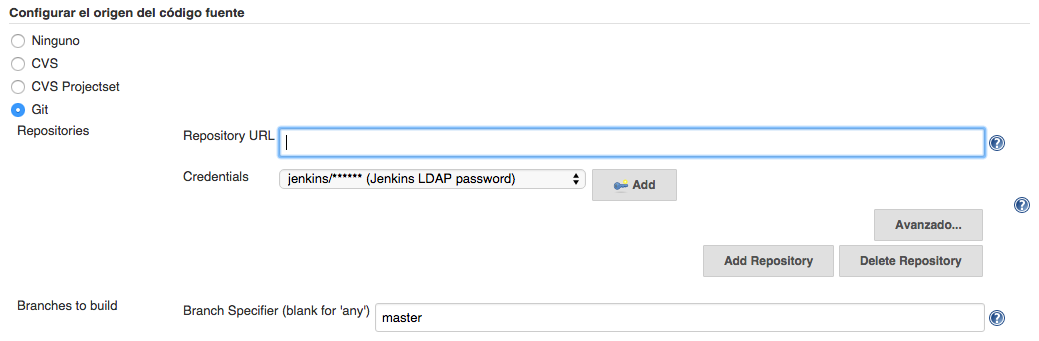 Configurar el origen del código fuente
Ninguno
CVS
CVS Projectset
Git
Repositories
Repository URL
Credentials
jenkins/****** (Jenkins LDAP password)
Add
Avanzado...
Add Repository
Delete Repository
Branches to build
Branch Specifier (blank for 'any')
master